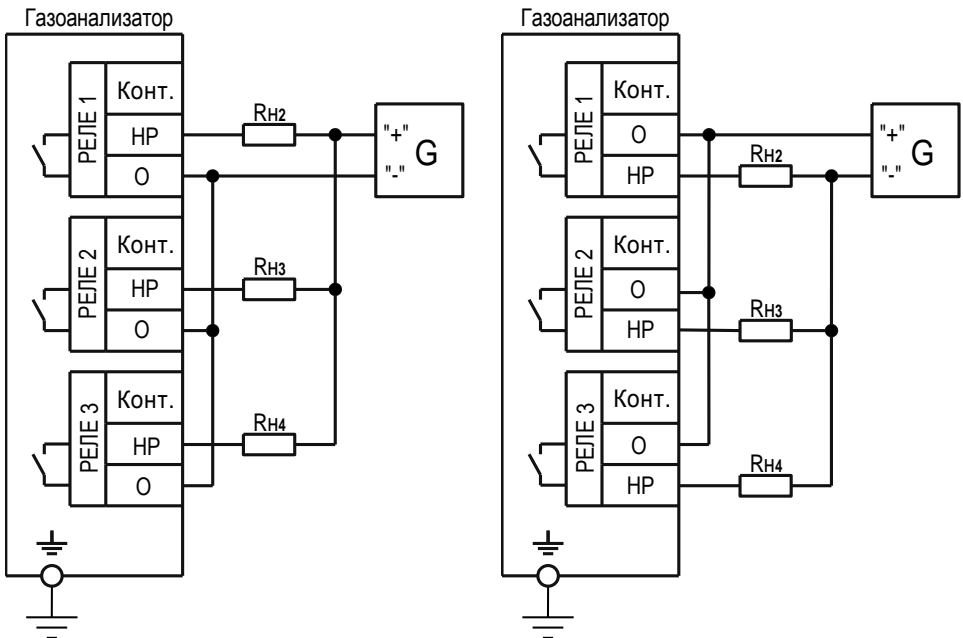 Газоанализатор
РЕЛЕ 1
Конт.
НР
О
Rн2
"+"
"-"
G
РЕЛЕ 2
Конт.
НР
О
Rн3
РЕЛЕ 3
Конт.
НР
О
Rн4
Газоанализатор
РЕЛЕ 1
Конт.
О
НР
Rн2
"+"
"-"
G
РЕЛЕ 2
Конт.
О
НР
Rн3
РЕЛЕ 3
Конт.
О
НР
Rн4